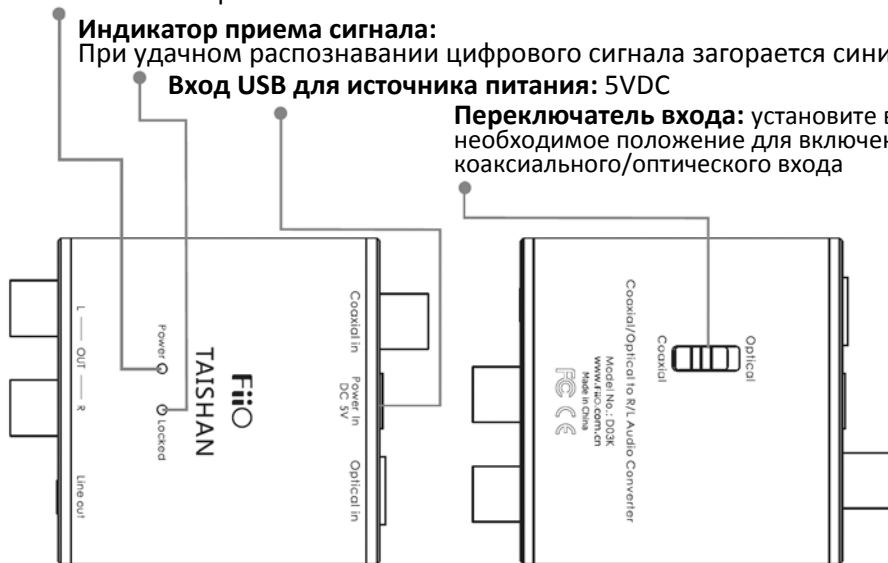 Индикатор приема сигнала:
При удачном распознавании цифрового сигнала загорается сини
Вход USB для источника питания: 5VDC
Переключатель входа: установите в
необходимое положение для включен
коаксиального/оптического входа
L OUT R
Line out
Power
Locked
FiiO
TAISHAN
Coaxial in
Power In
DC 5V
Optical in
Coaxial/Optical to R/L Audio Converter
Model No.: D03K
www.FiiO.com.cn
Made in China
FC CE
Coaxial
Optical